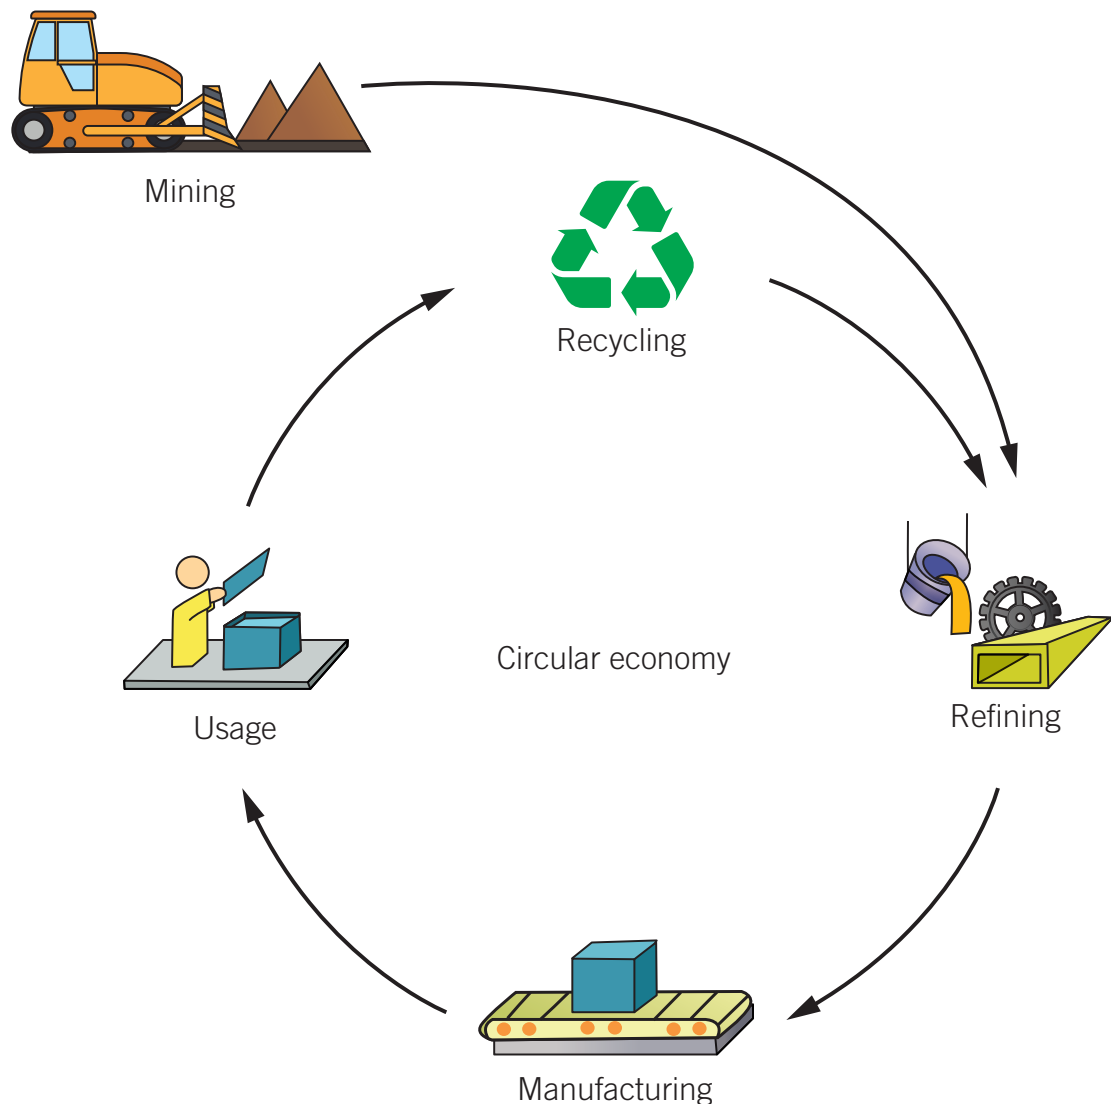 Mining
Recycling
Circular economy
Usage
Refining
Manufacturing